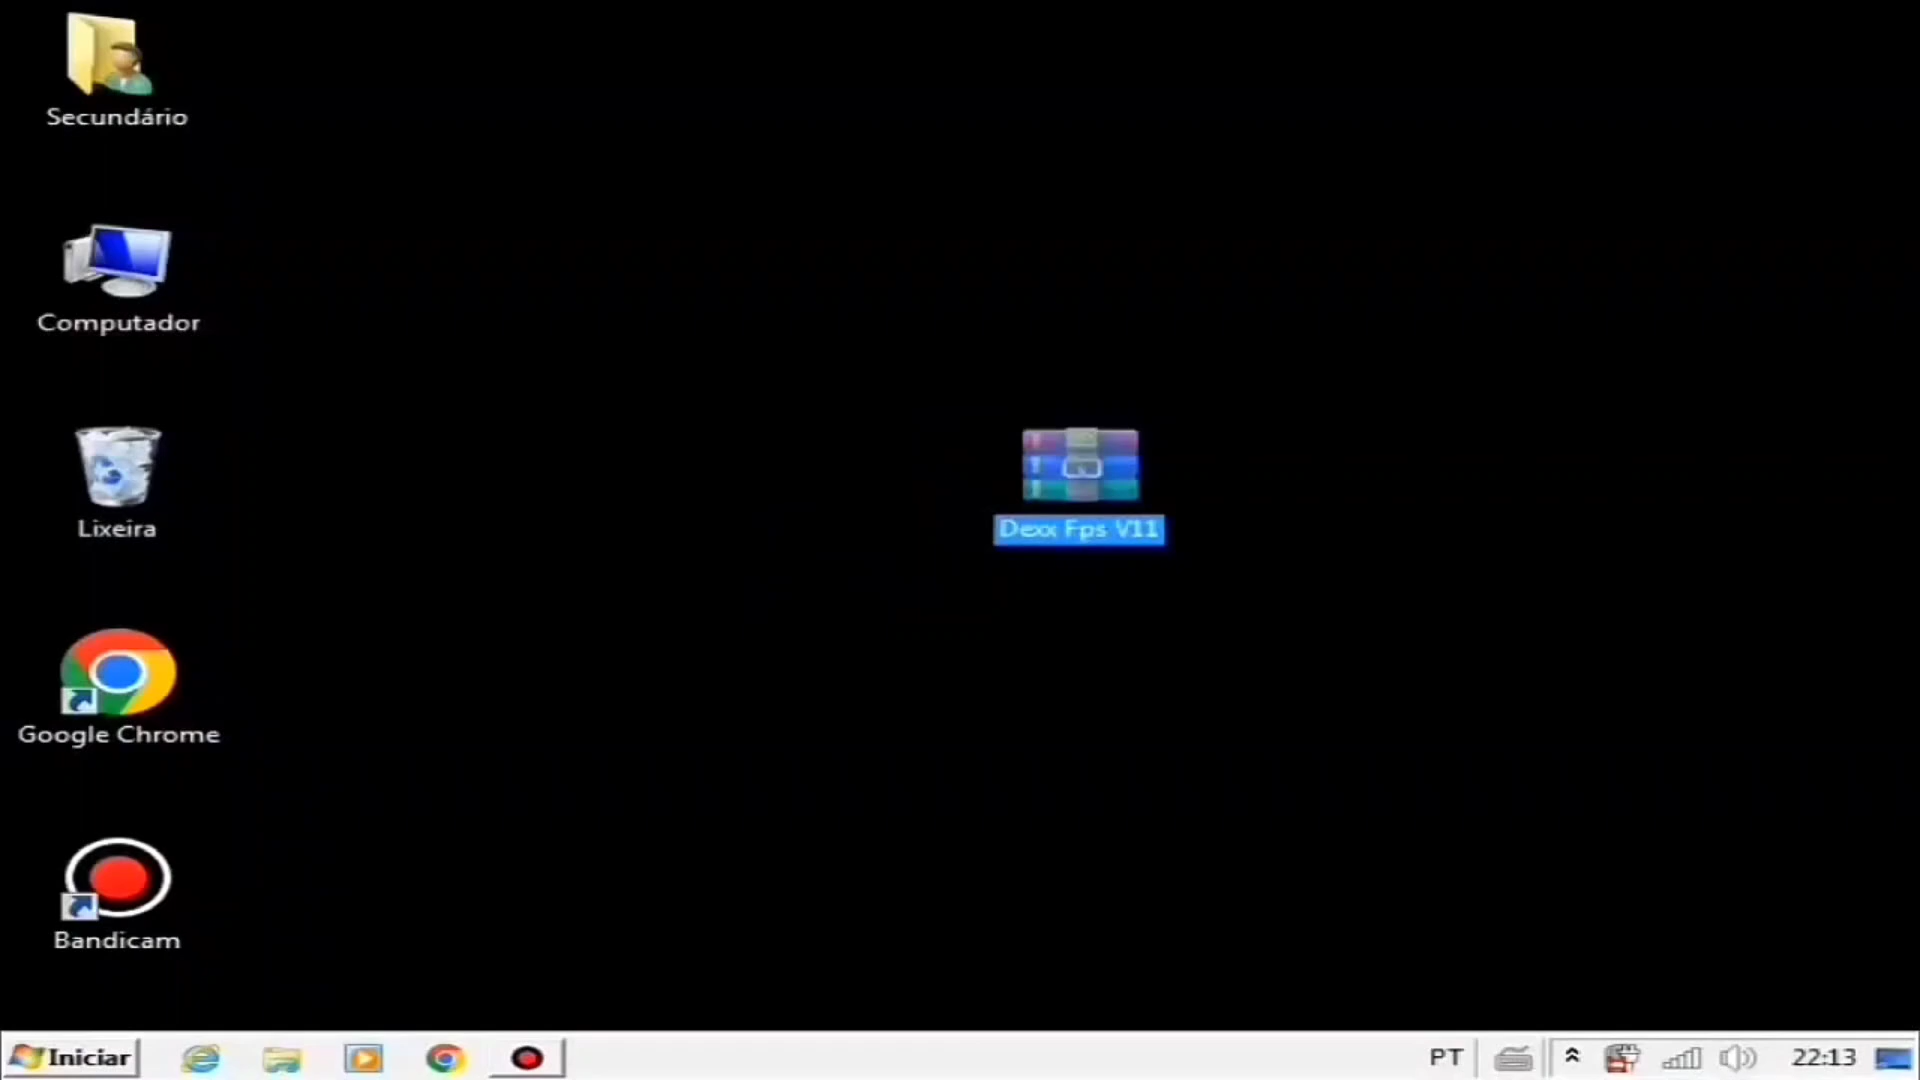 Secundário
Computador
Lixeira
Dexx Fps V11
Google Chrome
Bandicam
Iniciar
PT
22:13